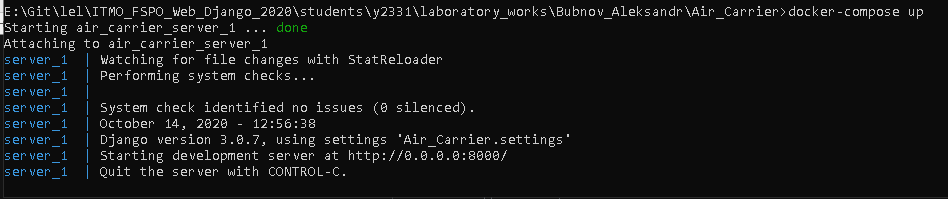 E:\Git\lel\ITMO_FSPO_Web_Django_2020\students\y2331\laboratory_works\Bubnov_Aleksandr\Air_Carrier>docker-compose up
Starting air_carrier_server_1 ... done
Attaching to air_carrier_server_1
server_1  | Watching for file changes with StatReloader
server_1  | Performing system checks...
server_1  |
server_1  | System check identified no issues (0 silenced).
server_1  | October 14, 2020 - 12:56:38
server_1  | Django version 3.0.7, using settings 'Air_Carrier.settings'
server_1  | Starting development server at http://0.0.0.0:8000/
server_1  | Quit the server with CONTROL-C.